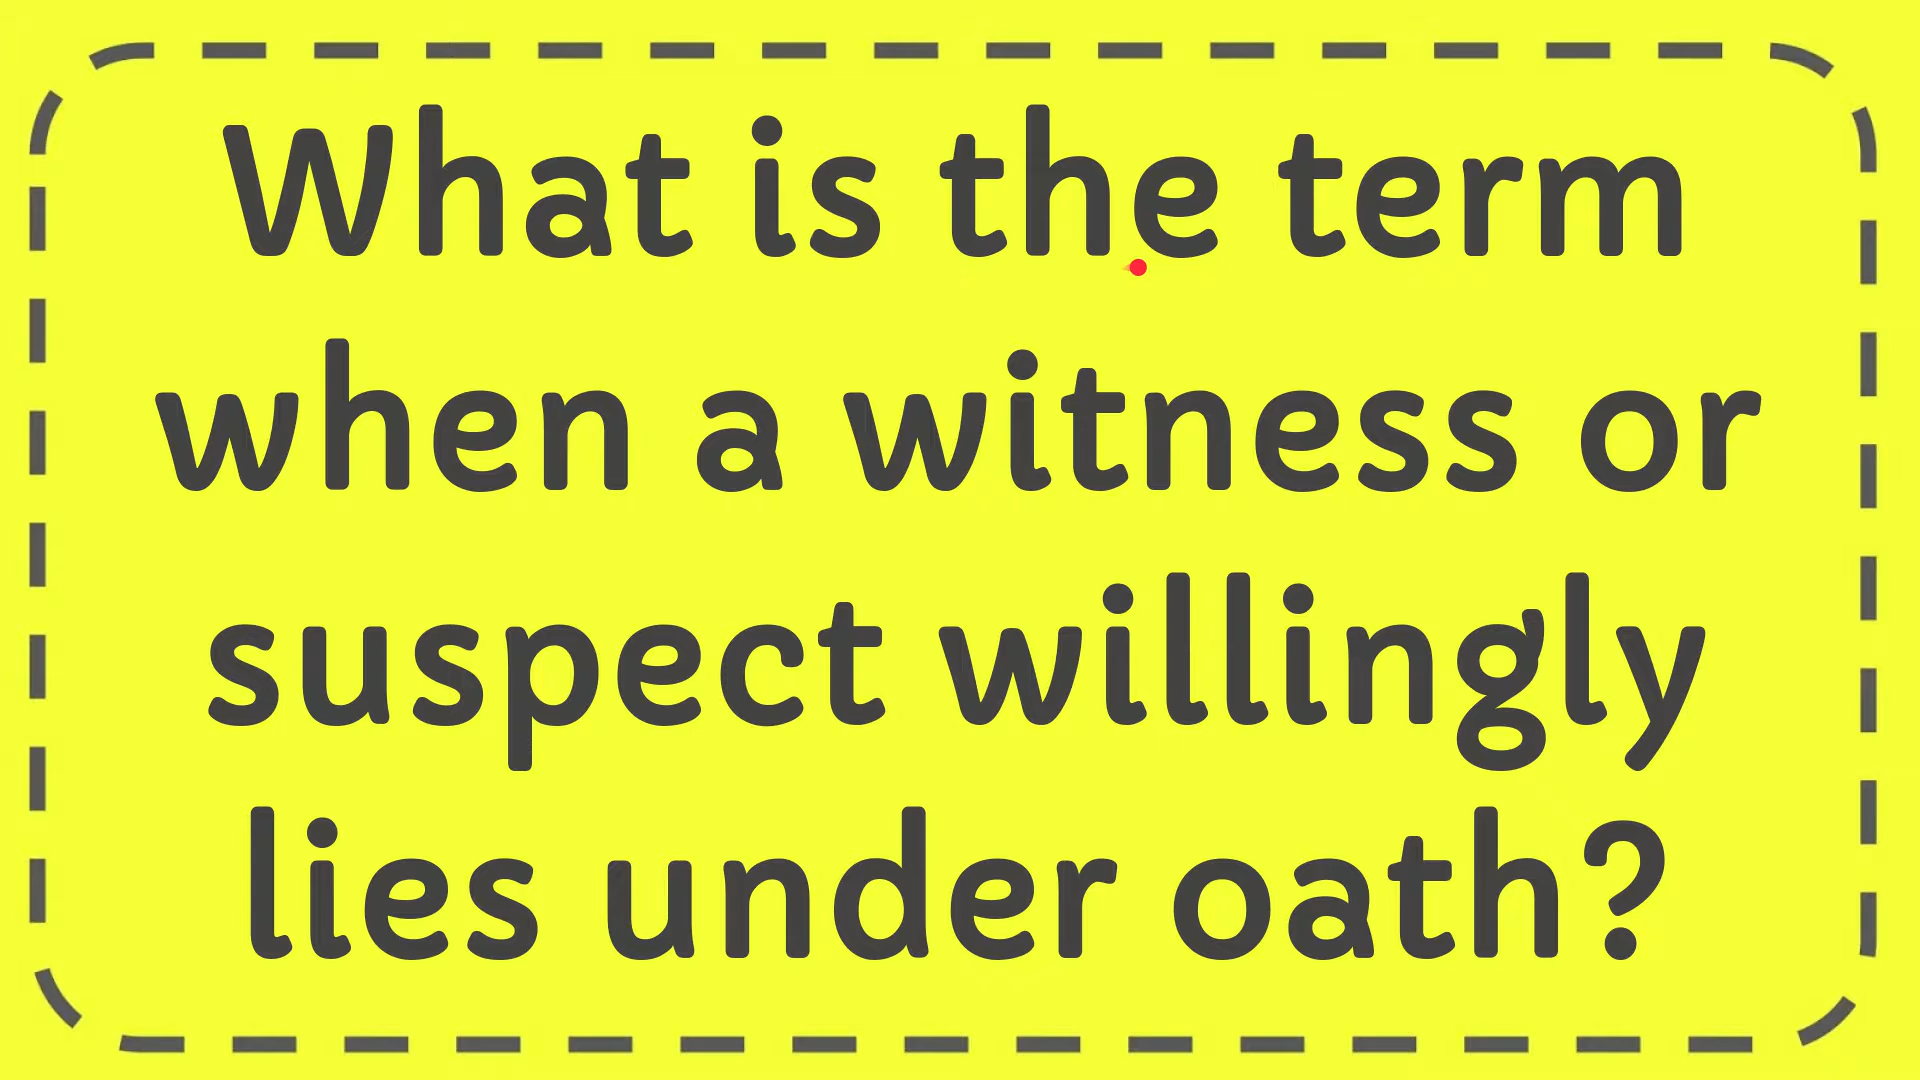 What is the term
when a witness or
suspect willingly
lies under oath?